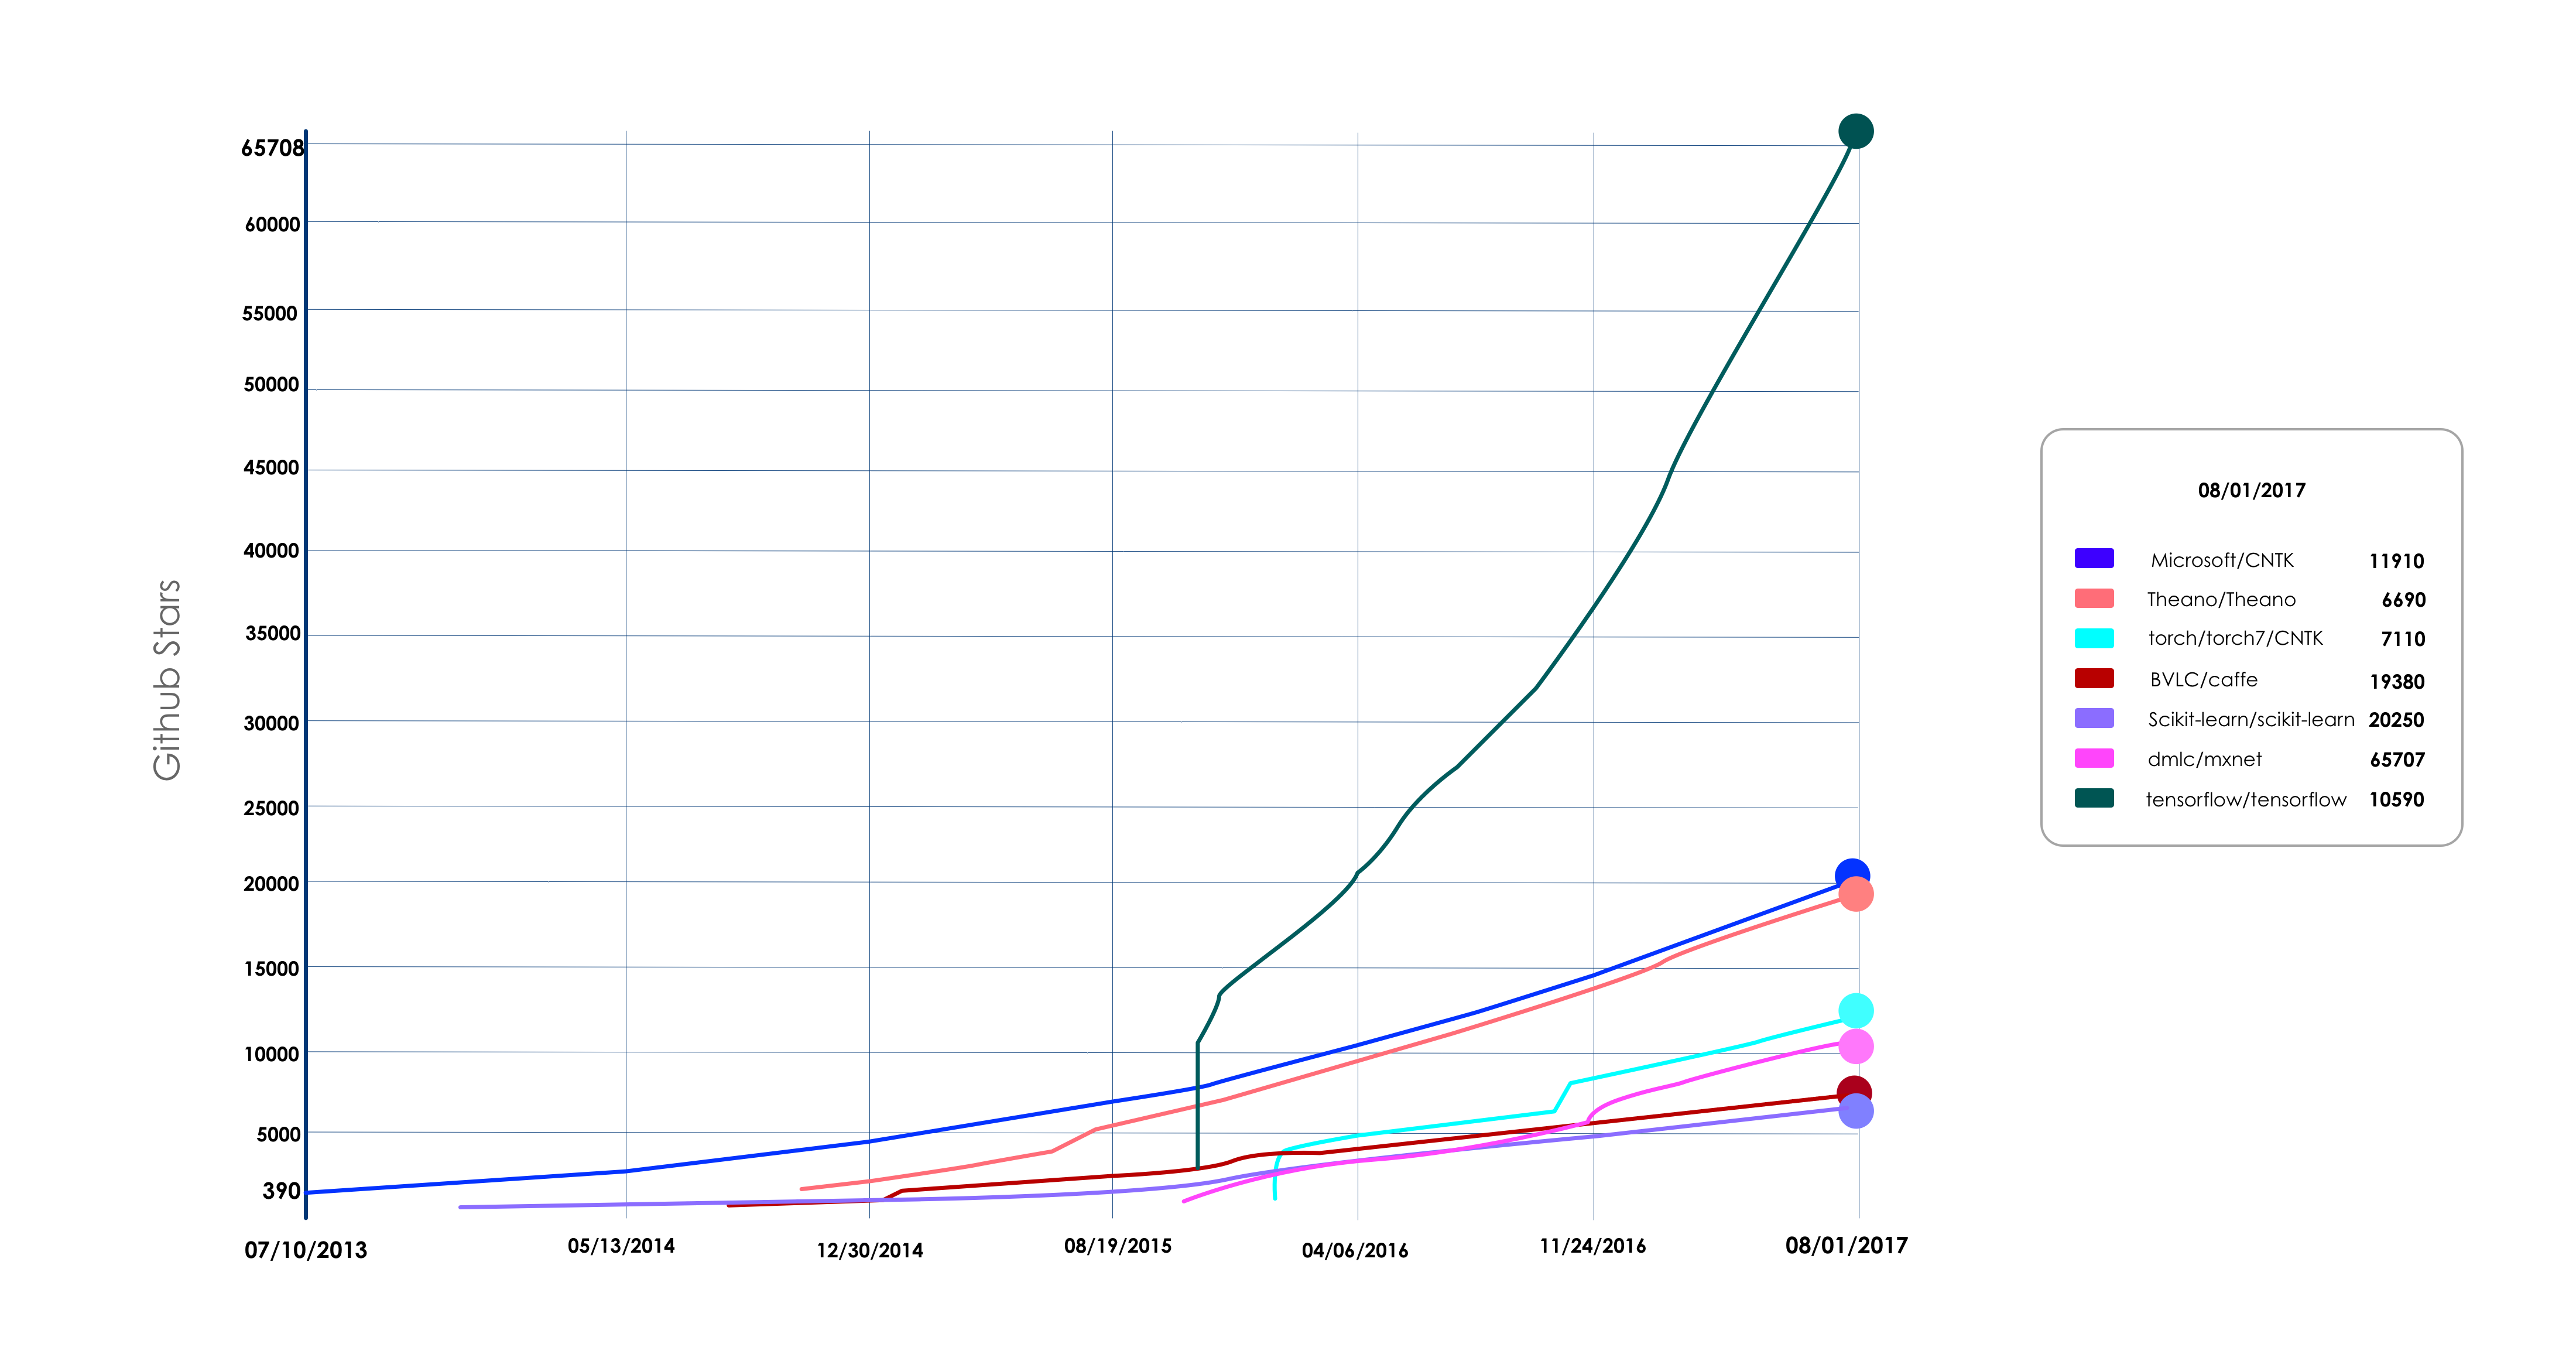 65708
60000
55000
50000
45000
40000
35000
30000
25000
20000
15000
10000
5000
390
Github Stars
07/10/2013
05/13/2014
12/30/2014
08/19/2015
04/06/2016
11/24/2016
08/01/2017
08/01/2017
Microsoft/CNTK 11910
Theano/Theano 6690
torch/torch7/CNTK 7110
BVLC/caffe 19380
Scikit-learn/scikit-learn 20250
dmlc/mxnet 65707
tensorflow/tensorflow 10590